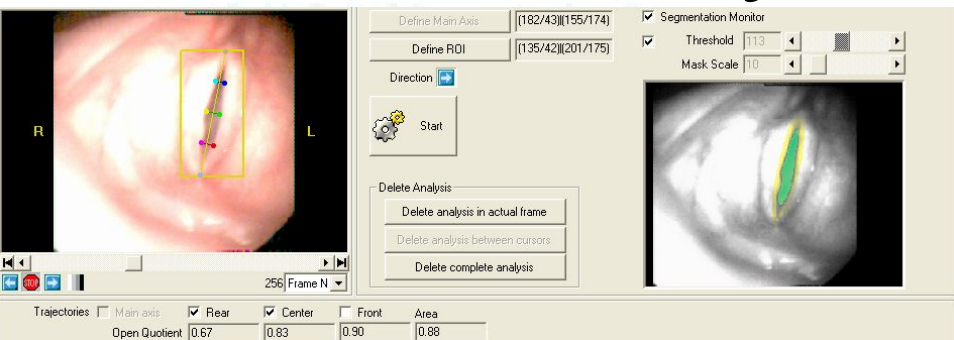 Define Main Axis (182/43)|(155/174)
Define ROI (135/42)|(201/175)
Direction
Start
Segmentation Monitor
Threshold 113
Mask Scale 10
R L
Delete Analysis
Delete analysis in actual frame
Delete analysis between cursors
Delete complete analysis
256 Frame N
Trajectories Main axis Rear Center Front Area
Open Quotient 0.67 0.83 0.90 0.88